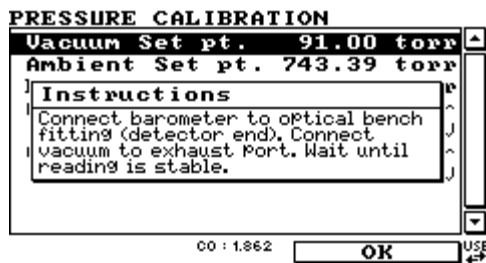 PRESSURE CALIBRATION
Vacuum Set pt. 91.00 torr
Ambient Set pt. 743.39 torr
Instructions
Connect barometer to optical bench
fitting (detector end). Connect
vacuum to exhaust port. Wait until
reading is stable.
CO : 1.862
OK
USB